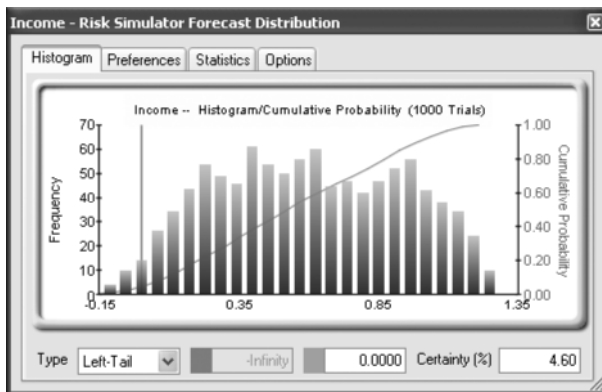 Income - Risk Simulator Forecast Distribution
Histogram Preferences Statistics Options
Income -- Histogram/Cumulative Probability (1000 Trials)
Frequency
70
60
50
40
30
20
10
0
1.00
0.80
0.60
0.40
0.20
0.00
Cumulative Probability
-0.15 0.35 0.85 1.35
Type Left-Tail -Infinity 0.0000 Certainty (%) 4.60